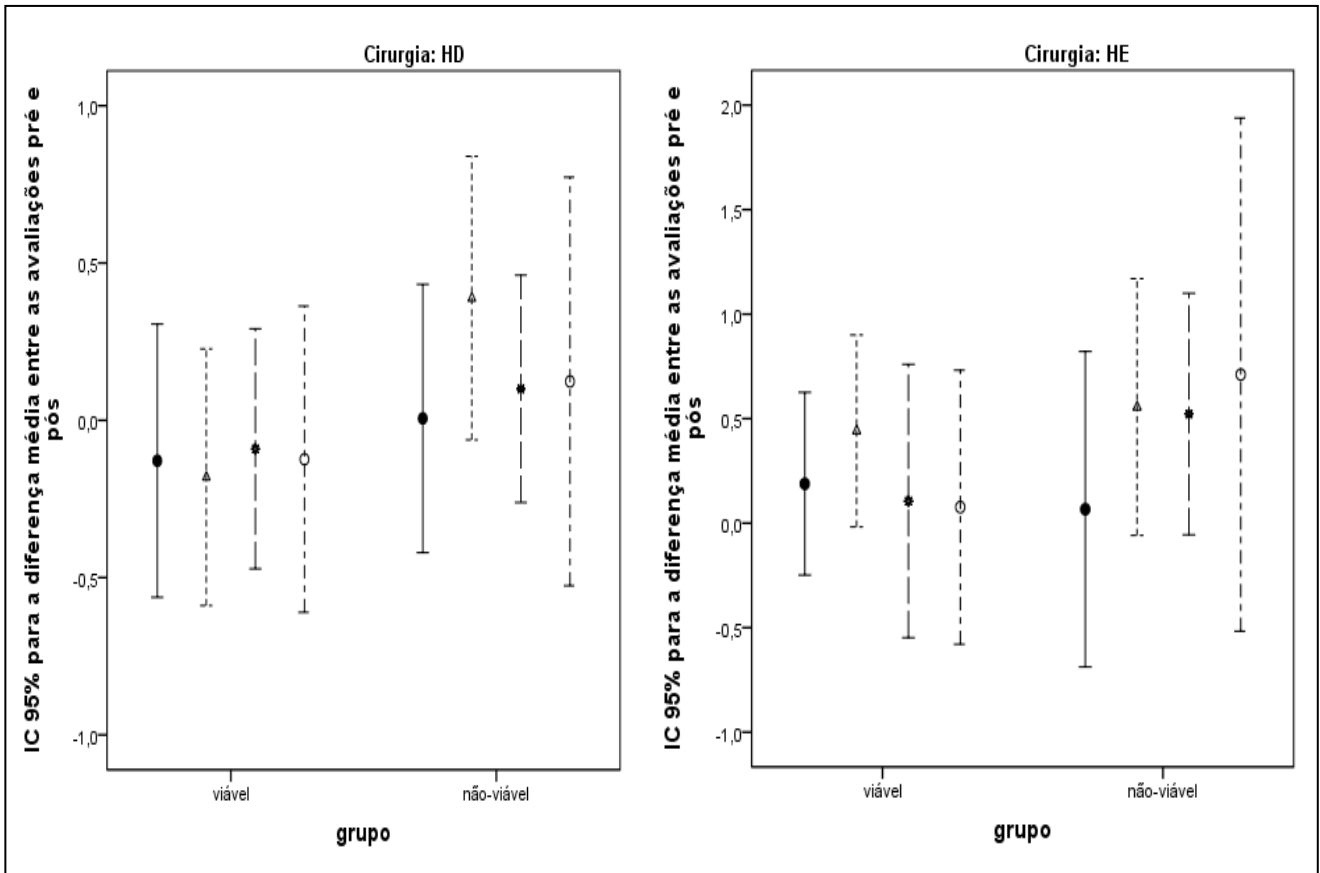 Cirurgia: HD
IC 95% para a diferença média entre as avaliações pré e
pós
1,0
0,5
0,0
-0,5
-1,0
viável
não-viável
grupo
Cirurgia: HE
IC 95% para a diferença média entre as avaliações pré e
pós
2,0
1,5
1,0
0,5
0,0
-0,5
-1,0
viável
não-viável
grupo